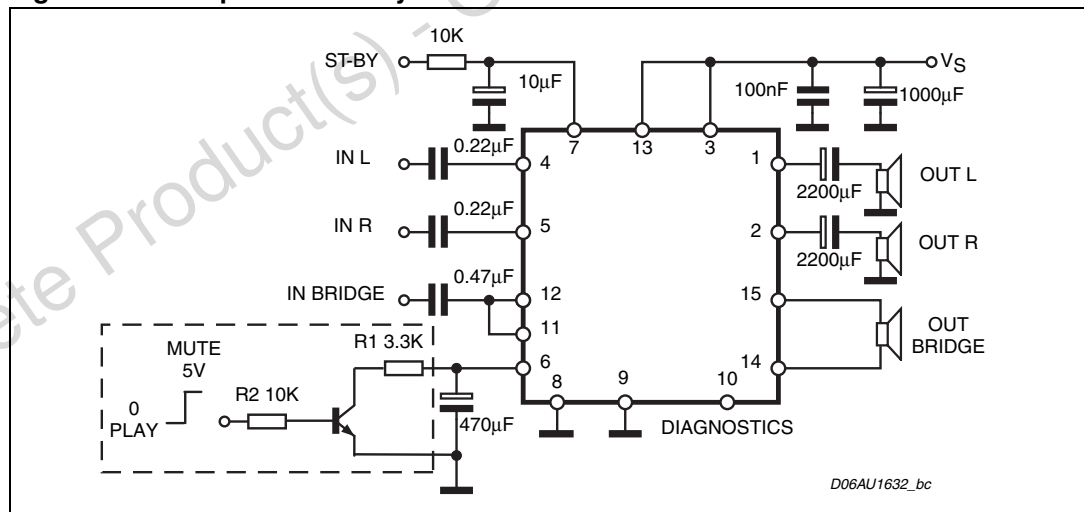 ete Product(s) -
ST-BY
10K
10µF
VS
100nF
1000µF
7
13
3
IN L
0.22µF
4
1
2200µF
OUT L
IN R
0.22µF
5
2
2200µF
OUT R
IN BRIDGE
0.47µF
12
11
15
OUT
BRIDGE
14
MUTE
5V
0
PLAY
R2 10K
R1 3.3K
6
470µF
8
9
10
DIAGNOSTICS
D06AU1632_bc